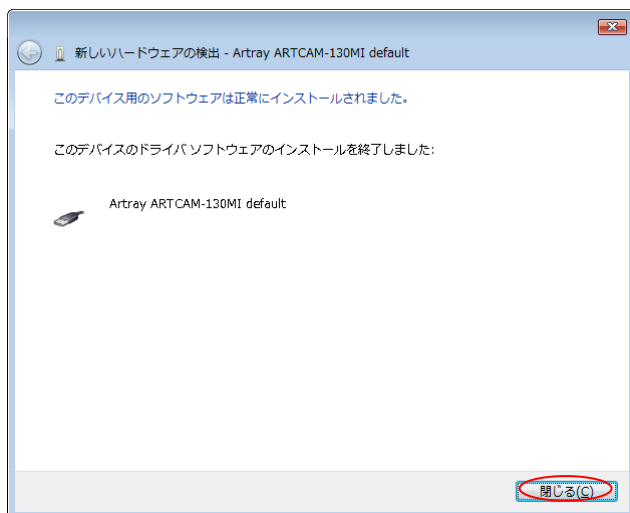 新しいハードウェアの検出 - Artray ARTCAM-130MI default
このデバイス用のソフトウェアは正常にインストールされました。
このデバイスのドライバ ソフトウェアのインストールを終了しました:
Artray ARTCAM-130MI default
閉じる(C)